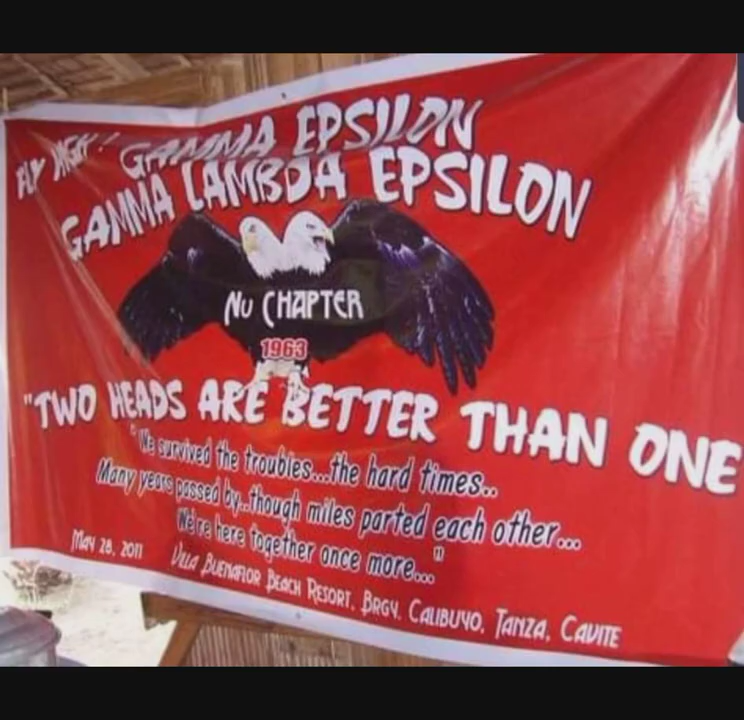 FLY HIGH! GAMMA EPSILON
GAMMA LAMBDA EPSILON
NU CHAPTER
1963
"TWO HEADS ARE BETTER THAN ONE
"We survived the troubles...the hard times..
Many years passed by..though miles parted each other...
We're here together once more..."
MAY 28, 2011
VILLA BUENAFLOR BEACH RESORT, BRGY. CALIBUYO, TANZA, CAVITE